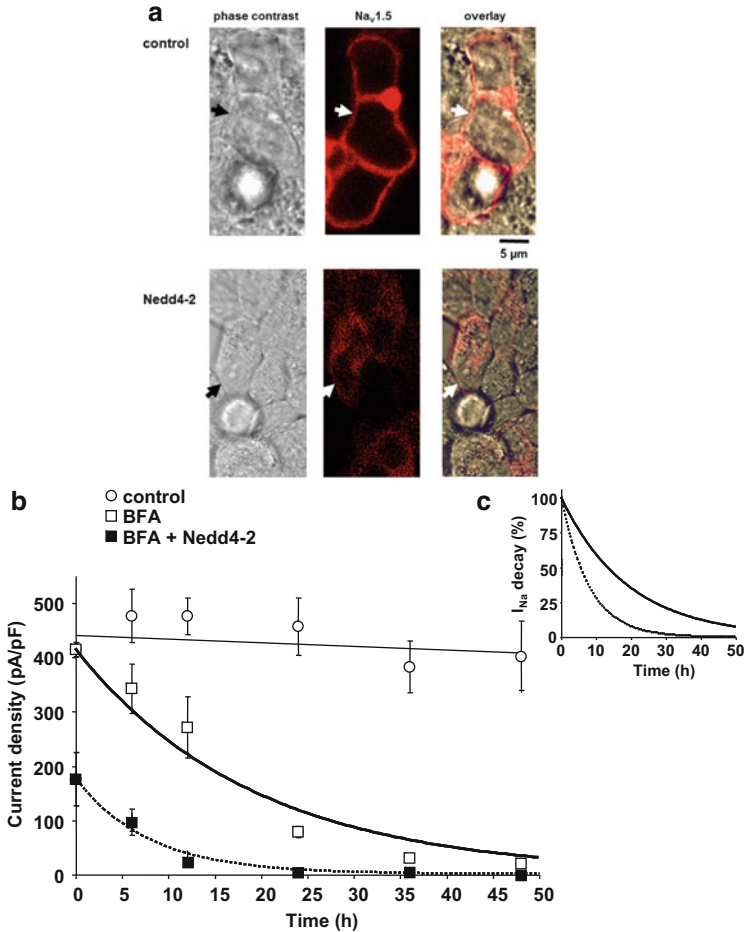 a
phase contrast
Nav1.5
overlay
control
5 μm
Nedd4-2
b
control
BFA
BFA + Nedd4-2
Current density (pA/pF)
500
400
300
200
100
0
0 5 10 15 20 25 30 35 40 45 50
Time (h)
c
INa decay (%)
100
75
50
25
0
0 10 20 30 40 50
Time (h)